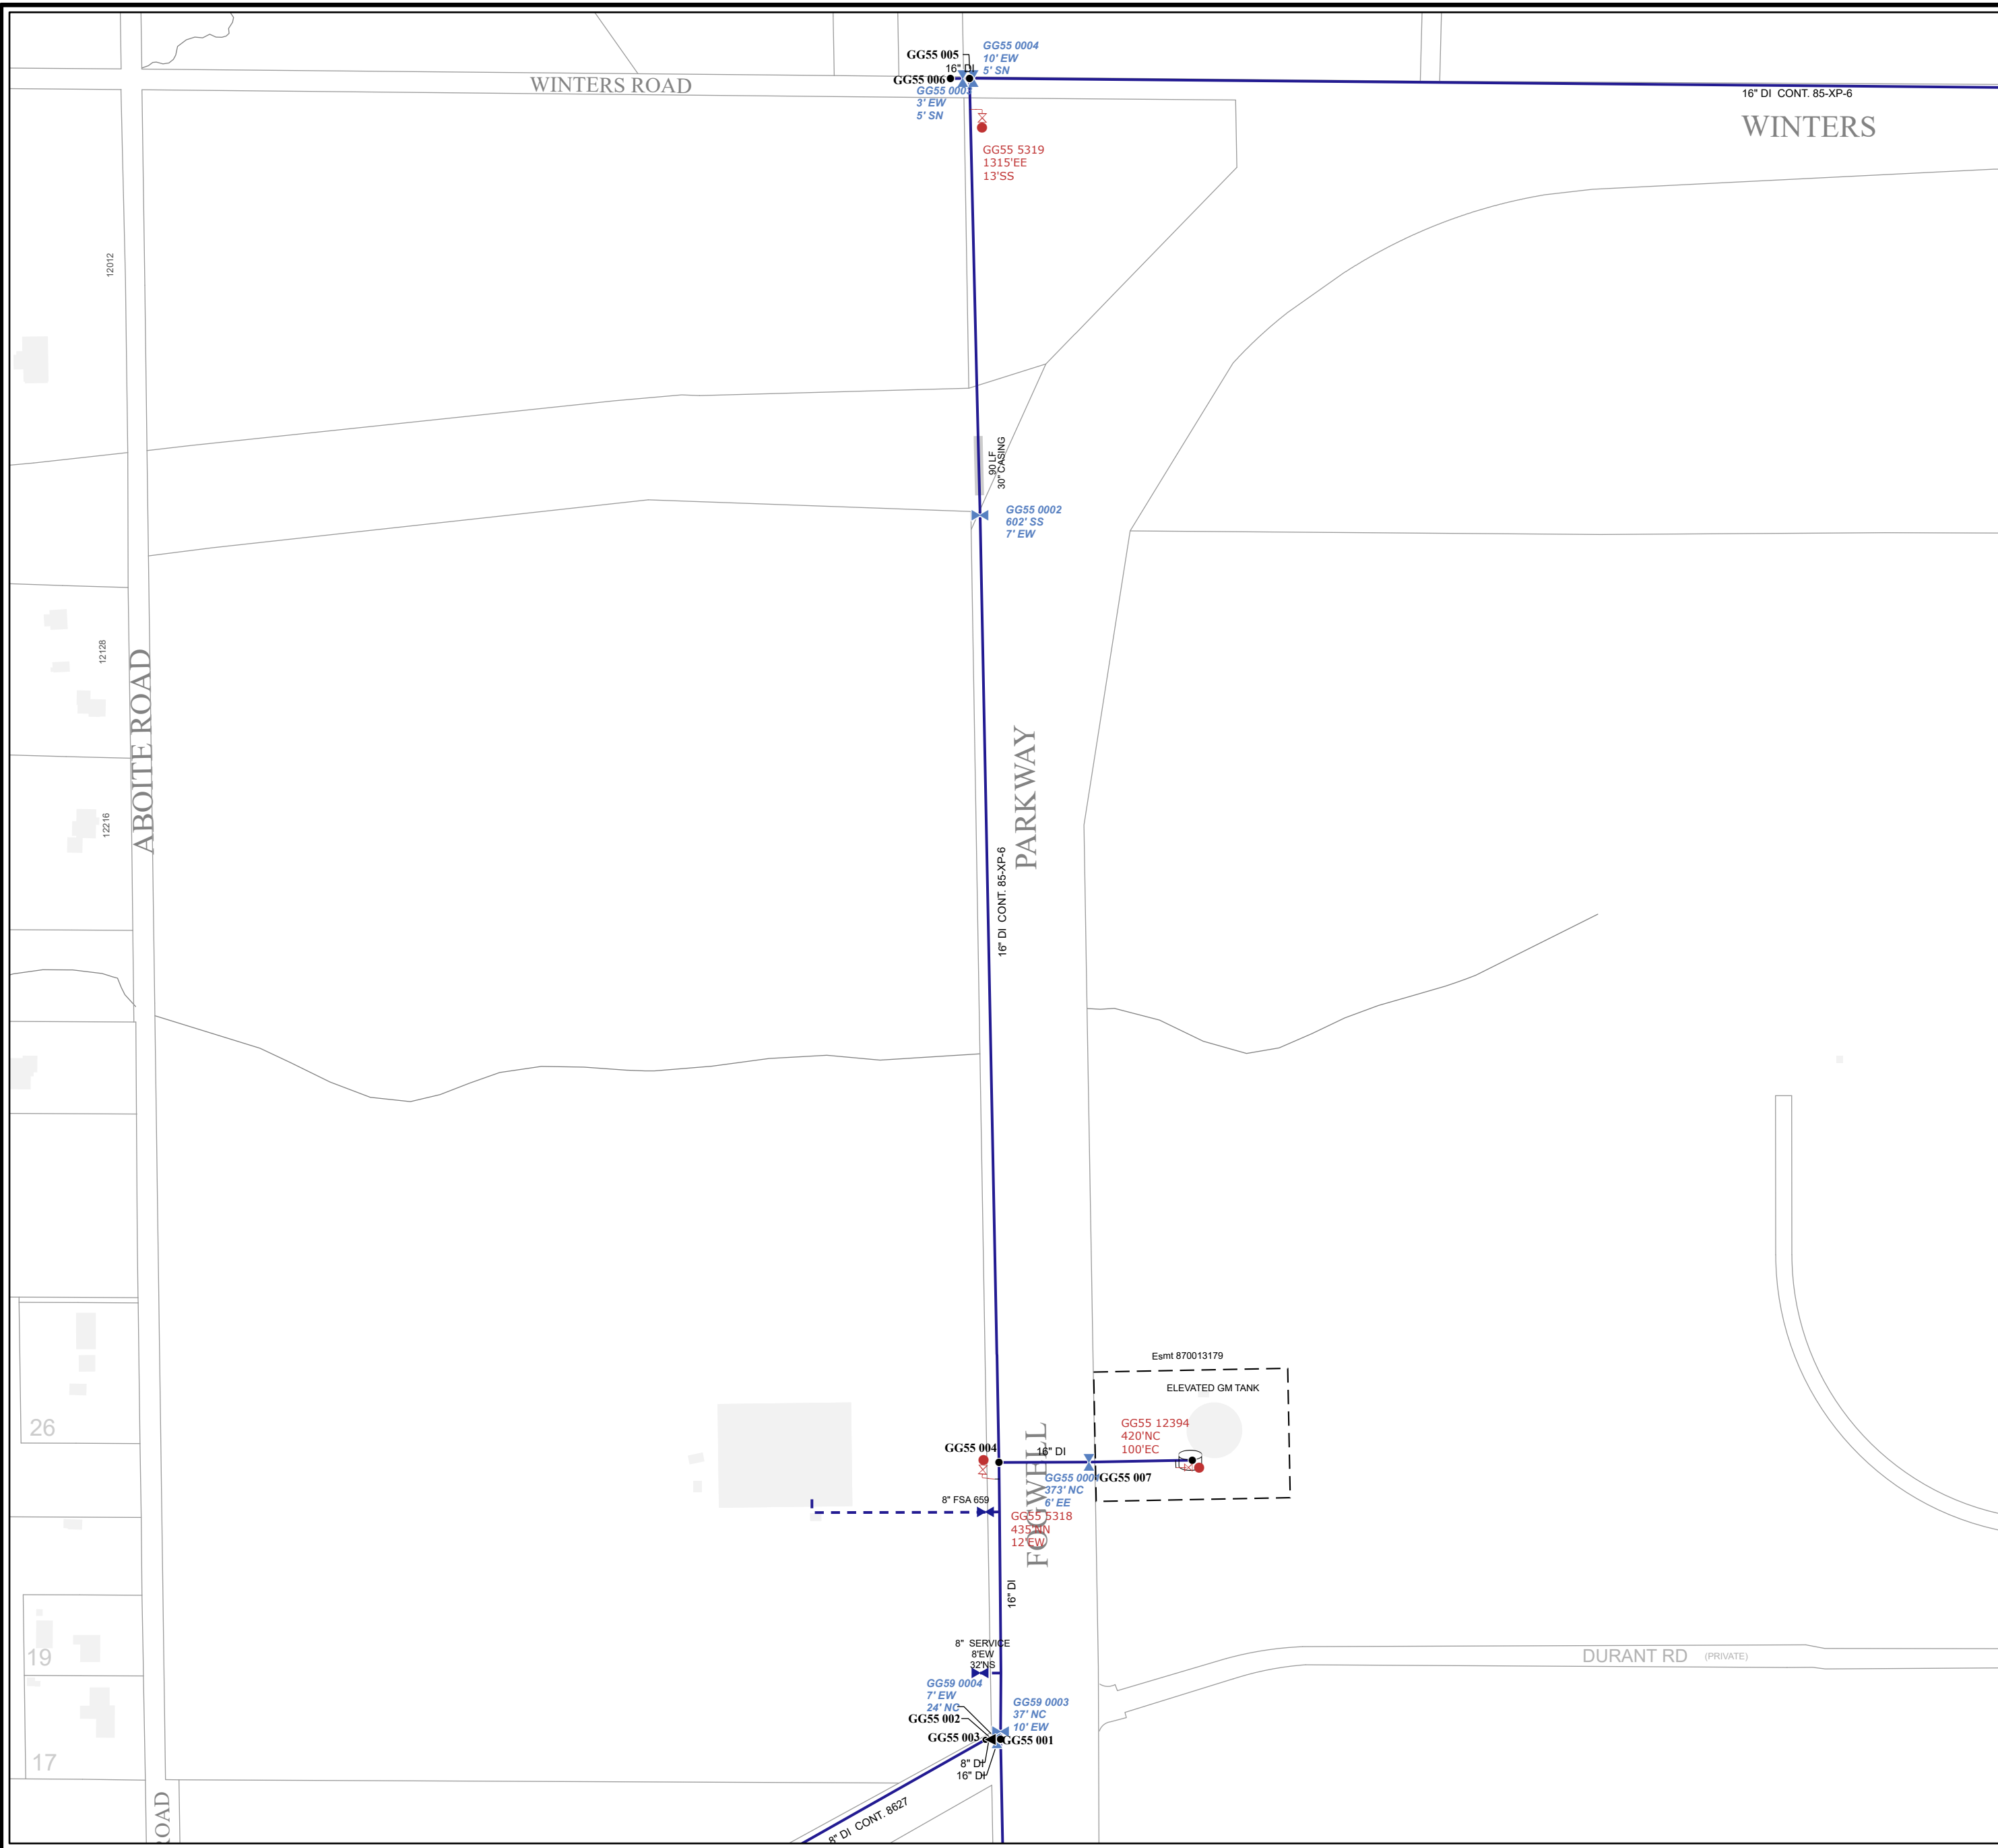 GG55 005
GG55 0004
10' EW
5' SN
16" DI
GG55 006
WINTERS ROAD
GG55 0003
3' EW
5' SN
16" DI  CONT. 85-XP-6
WINTERS
GG55 5319
1315'EE
13'SS
12012
90 LF
30" CASING
GG55 0002
602' SS
7' EW
12128
ABOITE ROAD
12216
PARKWAY
16" DI  CONT. 85-XP-6
Esmt 870013179
ELEVATED GM TANK
26
GG55 12394
420'NC
100'EC
GG55 004
16" DI
FOGWELL
GG55 0001
373' NC
6' EE
GG55 007
8" FSA 659
GG55 5318
435'NN
12'EW
16" DI
8"  SERVICE
8'EW
32'NS
19
DURANT RD (PRIVATE)
GG59 0004
7' EW
24' NC
GG59 0003
37' NC
10' EW
GG55 002
GG55 003
GG55 001
8" DI
16" DI
17
ROAD
8" DI  CONT. 8627